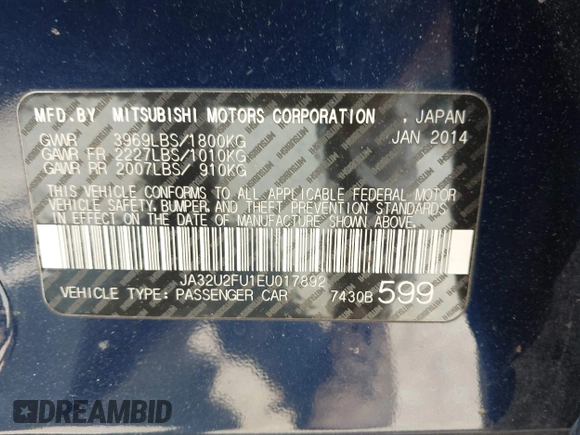 MFD.BY MITSUBISHI MOTORS CORPORATION , JAPAN
GVWR 3969LBS/1800KG JAN 2014
GAWR FR 2227LBS/1010KG
GAWR RR 2007LBS/ 910KG
THIS VEHICLE CONFORMS TO ALL APPLICABLE FEDERAL MOTOR
VEHICLE SAFETY, BUMPER, AND THEFT PREVENTION STANDARDS
IN EFFECT ON THE DATE OF MANUFACTURE SHOWN ABOVE.
JA32U2FU1EU017892
VEHICLE TYPE: PASSENGER CAR 7430B 599
DREAMBID